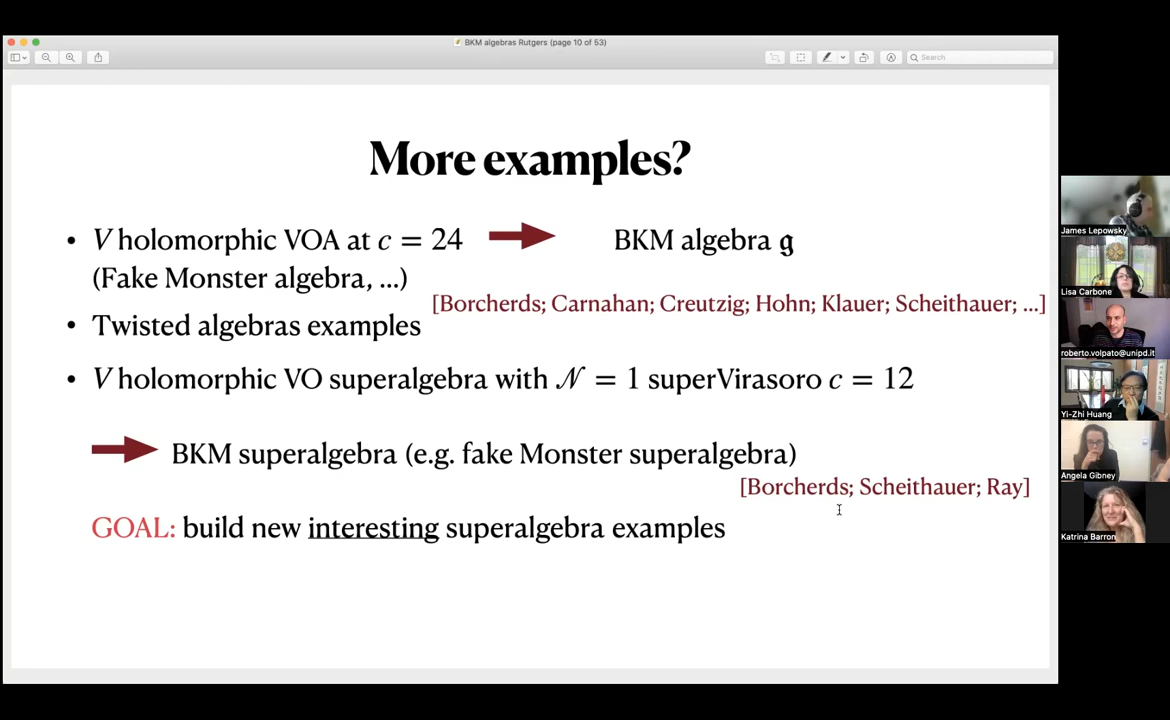 BKM algebras Rutgers (page 10 of 53)
Search
More examples?
• V holomorphic VOA at c = 24
BKM algebra 𝔤
(Fake Monster algebra, ...)
[Borcherds; Carnahan; Creutzig; Hohn; Klauer; Scheithauer; ...]
• Twisted algebras examples
• V holomorphic VO superalgebra with 𝒩 = 1 superVirasoro c = 12
BKM superalgebra (e.g. fake Monster superalgebra)
[Borcherds; Scheithauer; Ray]
GOAL: build new interesting superalgebra examples
James Lepowsky
Lisa Carbone
roberto.volpato@unipd.it
Yi-Zhi Huang
Angela Gibney
Katrina Barron